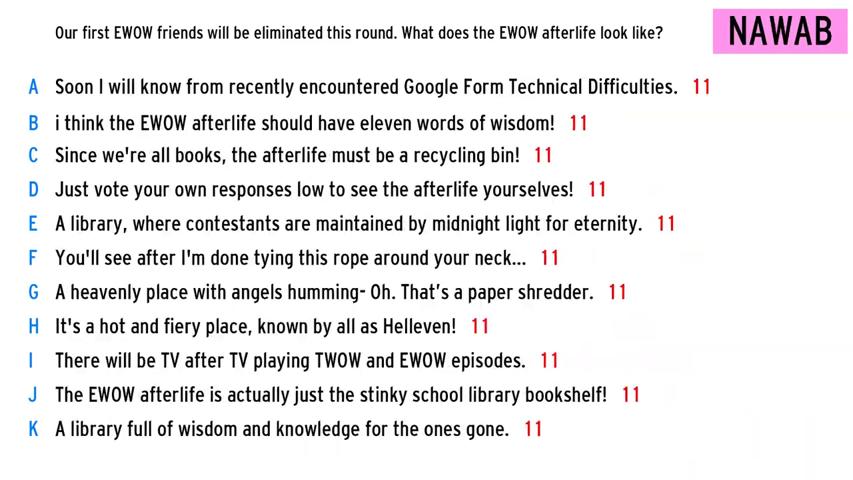 Our first EWOW friends will be eliminated this round. What does the EWOW afterlife look like?
NAWAB
A Soon I will know from recently encountered Google Form Technical Difficulties. 11
B i think the EWOW afterlife should have eleven words of wisdom! 11
C Since we're all books, the afterlife must be a recycling bin! 11
D Just vote your own responses low to see the afterlife yourselves! 11
E A library, where contestants are maintained by midnight light for eternity. 11
F You'll see after I'm done tying this rope around your neck... 11
G A heavenly place with angels humming- Oh. That’s a paper shredder. 11
H It's a hot and fiery place, known by all as Helleven! 11
I There will be TV after TV playing TWOW and EWOW episodes. 11
J The EWOW afterlife is actually just the stinky school library bookshelf! 11
K A library full of wisdom and knowledge for the ones gone. 11